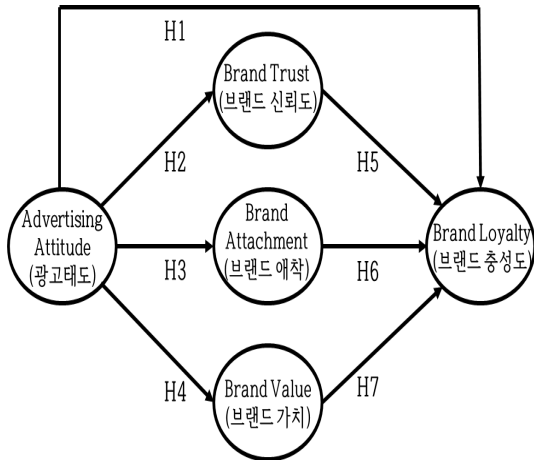 H1
Brand Trust
(브랜드 신뢰도)
H2
H5
Advertising
Attitude
(광고태도)
Brand
Attachment
(브랜드 애착)
Brand Loyalty
(브랜드 충성도)
H3
H6
H4
H7
Brand Value
(브랜드 가치)